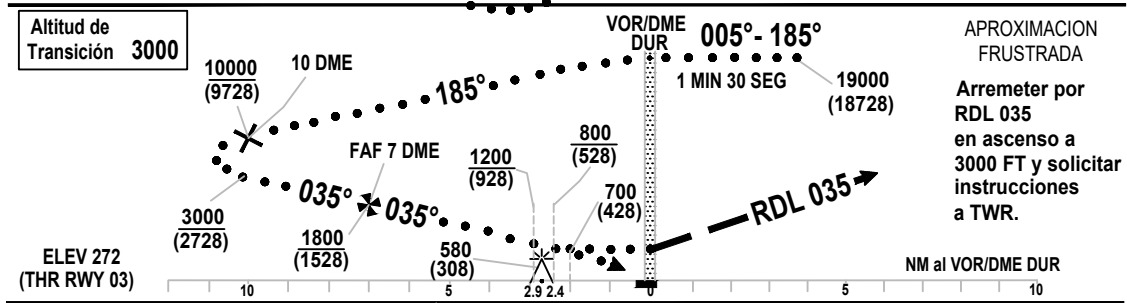 Altitud de
Transición 3000
10000
(9728)
10 DME
185°
VOR/DME
DUR
005°- 185°
1 MIN 30 SEG
19000
(18728)
APROXIMACION
FRUSTRADA
Arremeter por
RDL 035
en ascenso a
3000 FT y solicitar
instrucciones
a TWR.
FAF 7 DME
035°
035°
3000
(2728)
1800
(1528)
1200
(928)
800
(528)
700
(428)
580
(308)
RDL 035
ELEV 272
(THR RWY 03)
NM al VOR/DME DUR
10
5
2.9
2.4
0
5
10